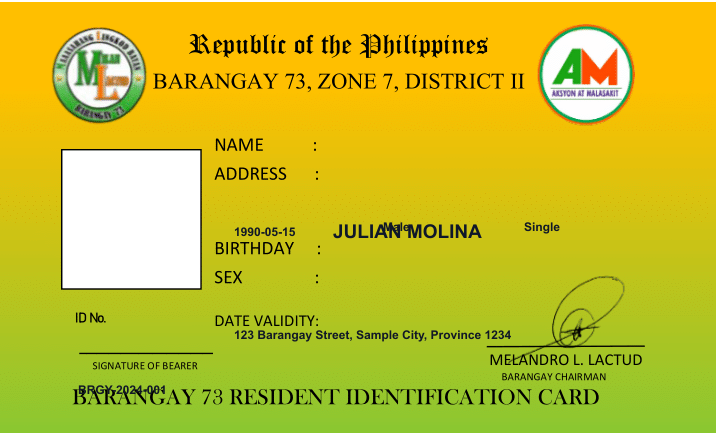 Republic of the Philippines
BARANGAY 73, ZONE 7, DISTRICT II
MAAASAHANG LINGKOD BAYAN
MELAN
LACTUD
ML
BARANGAY 73
AM
AKSYON AT MALASAKIT
NAME :
ADDRESS :
1990-05-15 JULIAN MOLINA Male Single
BIRTHDAY :
SEX :
ID No.
DATE VALIDITY:
123 Barangay Street, Sample City, Province 1234
SIGNATURE OF BEARER
MELANDRO L. LACTUD
BARANGAY CHAIRMAN
BRGY-2024-001
BARANGAY 73 RESIDENT IDENTIFICATION CARD